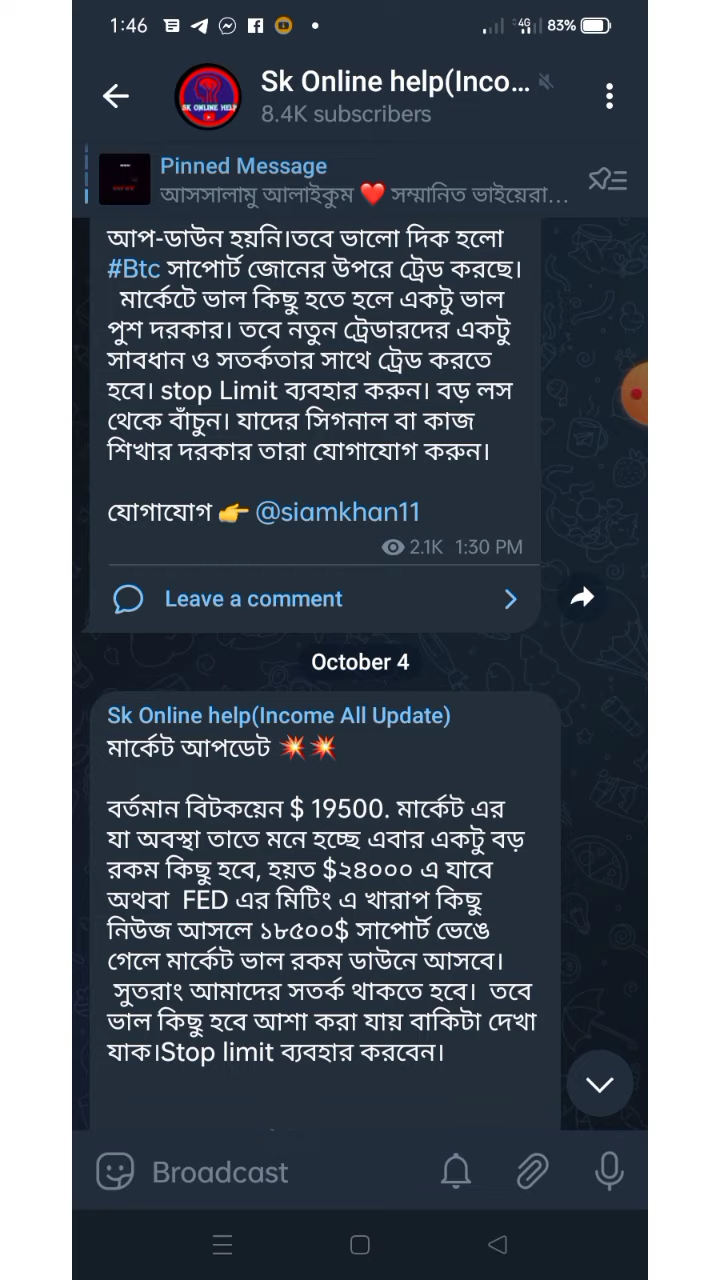 1:46
4G
83%
SK ONLINE HELP
Sk Online help(Inco...
8.4K subscribers
Pinned Message
আসসালামু আলাইকুম ❤️ সম্মানিত ভাইয়েরা...
আপ-ডাউন হয়নি।তবে ভালো দিক হলো
#Btc সাপোর্ট জোনের উপরে ট্রেড করছে।
মার্কেটে ভাল কিছু হতে হলে একটু ভাল
পুশ দরকার। তবে নতুন ট্রেডারদের একটু
সাবধান ও সতর্কতার সাথে ট্রেড করতে
হবে। stop Limit ব্যবহার করুন। বড় লস
থেকে বাঁচুন। যাদের সিগনাল বা কাজ
শিখার দরকার তারা যোগাযোগ করুন।
যোগাযোগ 👉 @siamkhan11
2.1K 1:30 PM
Leave a comment
October 4
Sk Online help(Income All Update)
মার্কেট আপডেট 💥💥
বর্তমান বিটকয়েন $ 19500. মার্কেট এর
যা অবস্থা তাতে মনে হচ্ছে এবার একটু বড়
রকম কিছু হবে, হয়ত $২৪০০০ এ যাবে
অথবা FED এর মিটিং এ খারাপ কিছু
নিউজ আসলে ১৮৫০০$ সাপোর্ট ভেঙে
গেলে মার্কেট ভাল রকম ডাউনে আসবে।
সুতরাং আমাদের সতর্ক থাকতে হবে। তবে
ভাল কিছু হবে আশা করা যায় বাকিটা দেখা
যাক।Stop limit ব্যবহার করবেন।
Broadcast